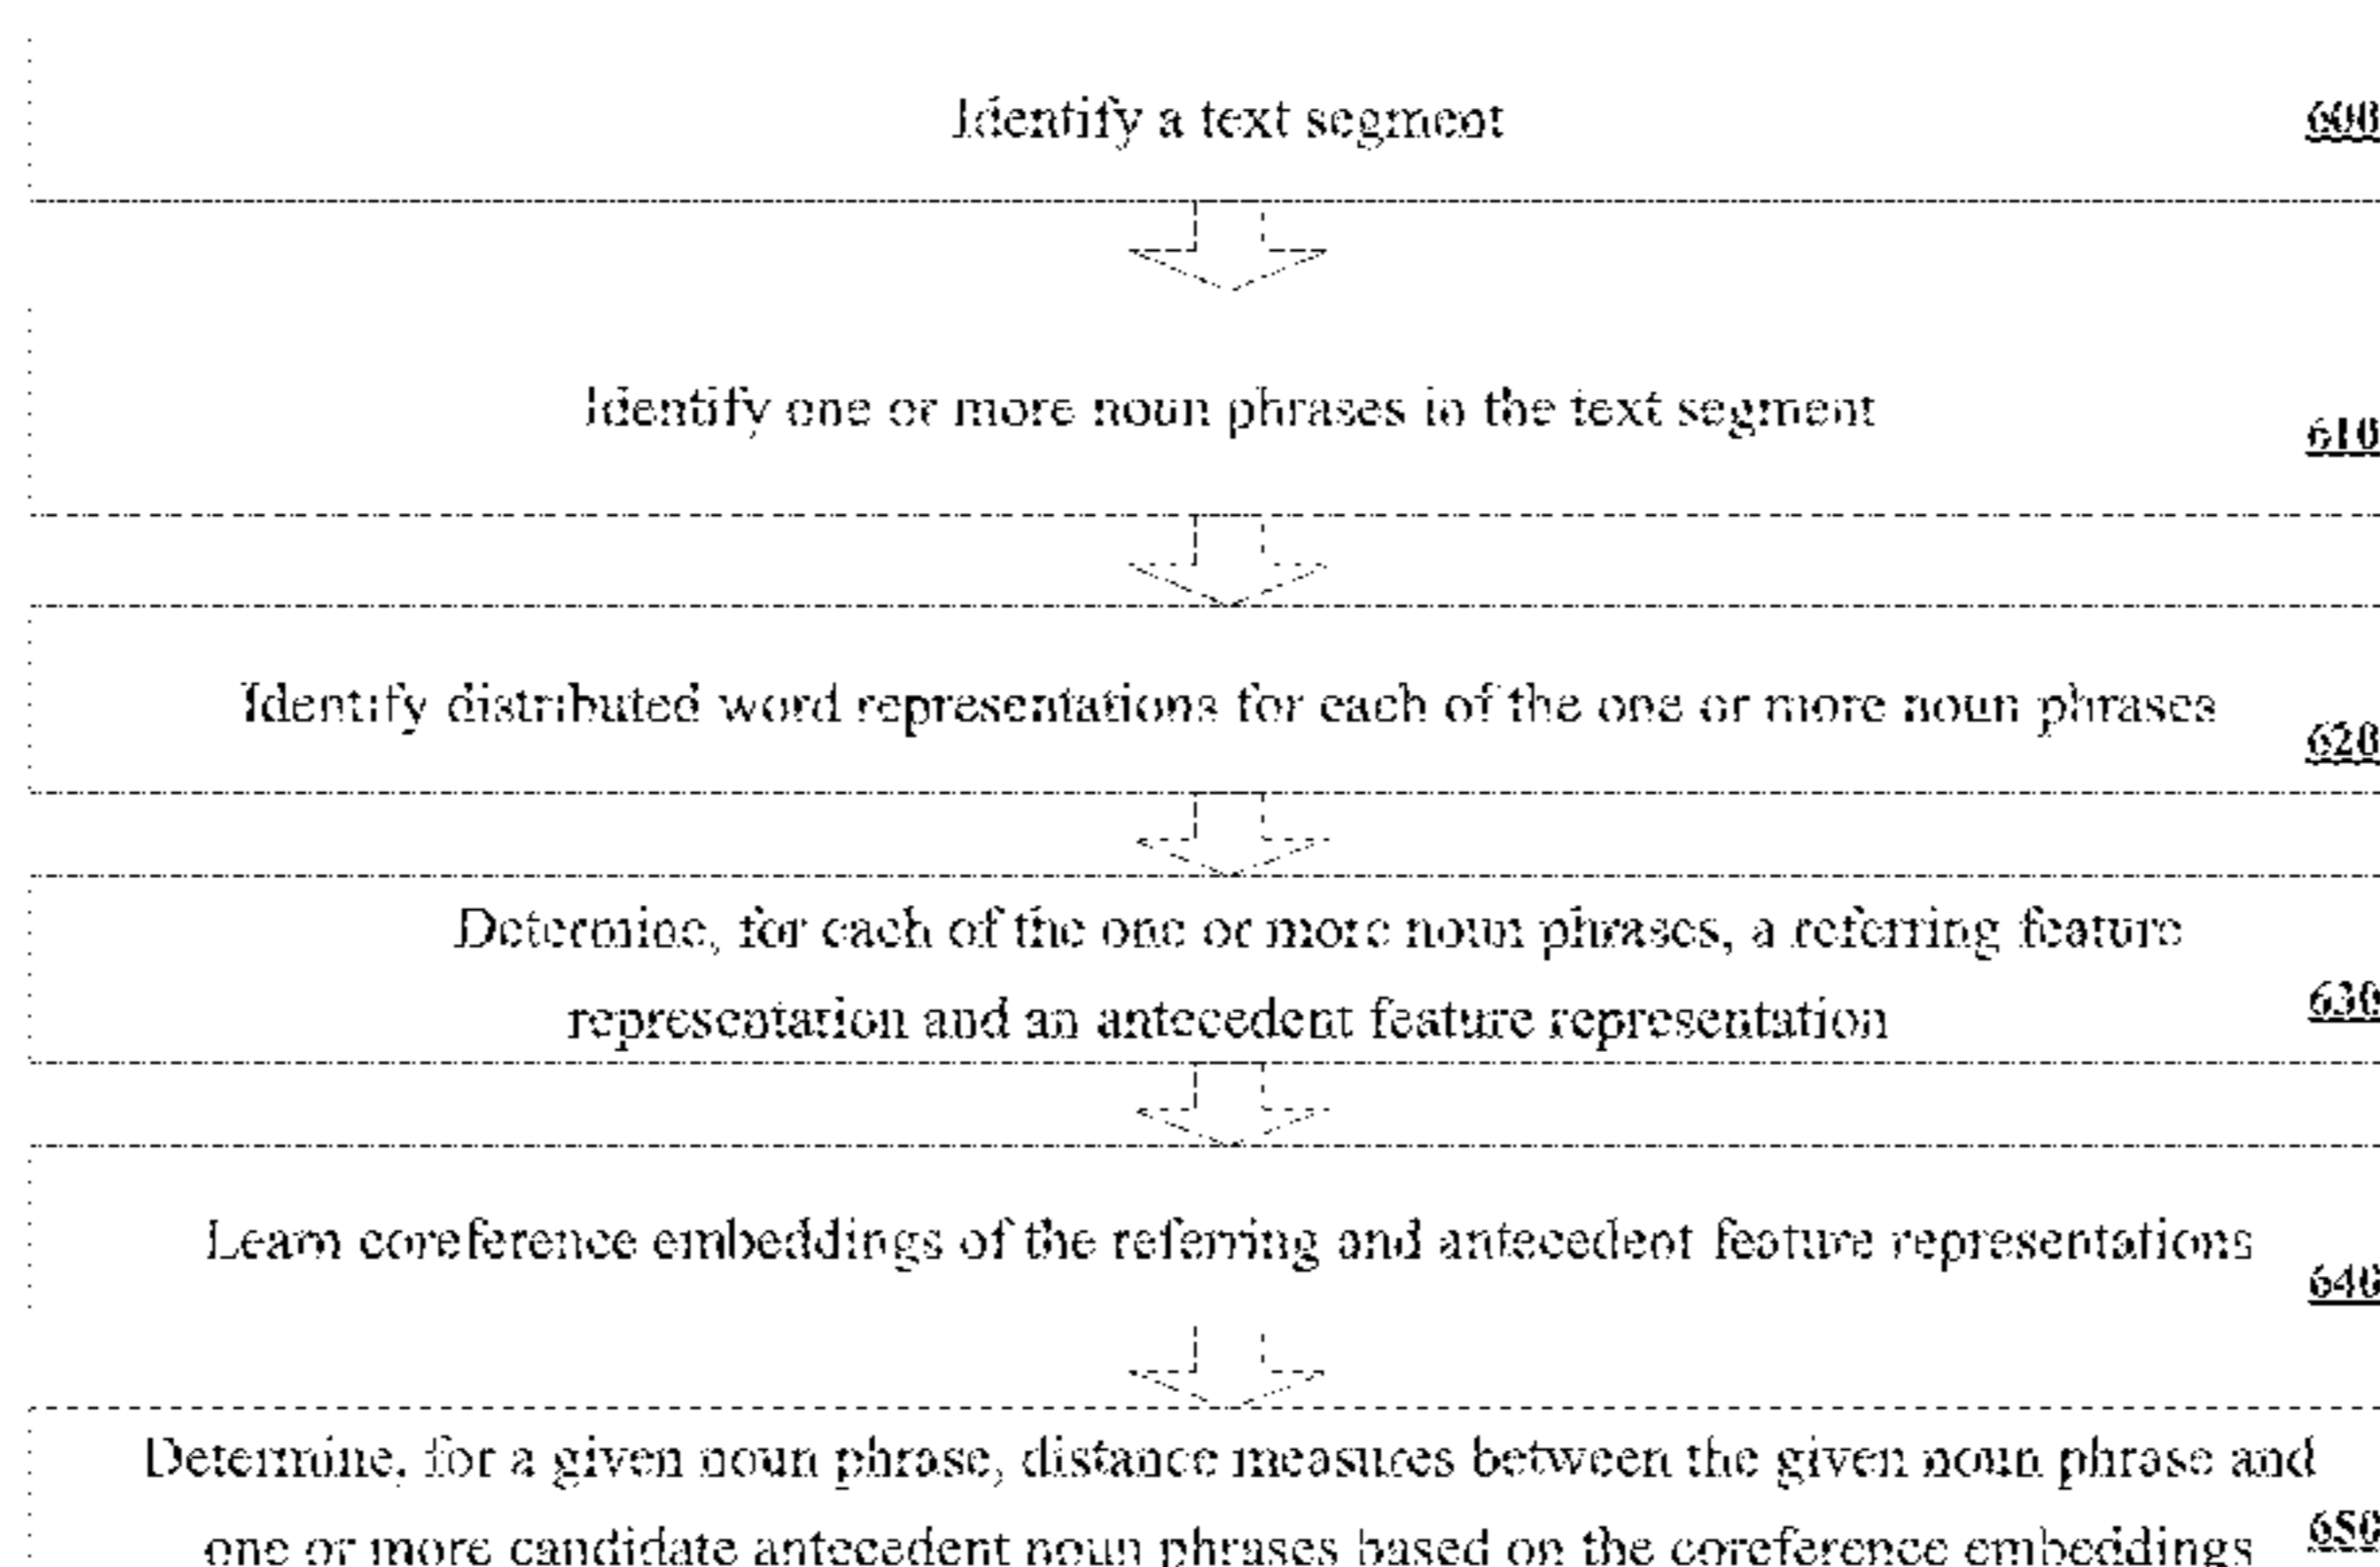 Identify a text segment
600
Identify one or more noun phrases in the text segment
610
Identify distributed word representations for each of the one or more noun phrases
620
Determine, for each of the one or more noun phrases, a referring feature
representation and an antecedent feature representation
630
Learn coreference embeddings of the referring and antecedent feature representations
640
Determine, for a given noun phrase, distance measures between the given noun phrase and
one or more candidate antecedent noun phrases based on the coreference embeddings
650